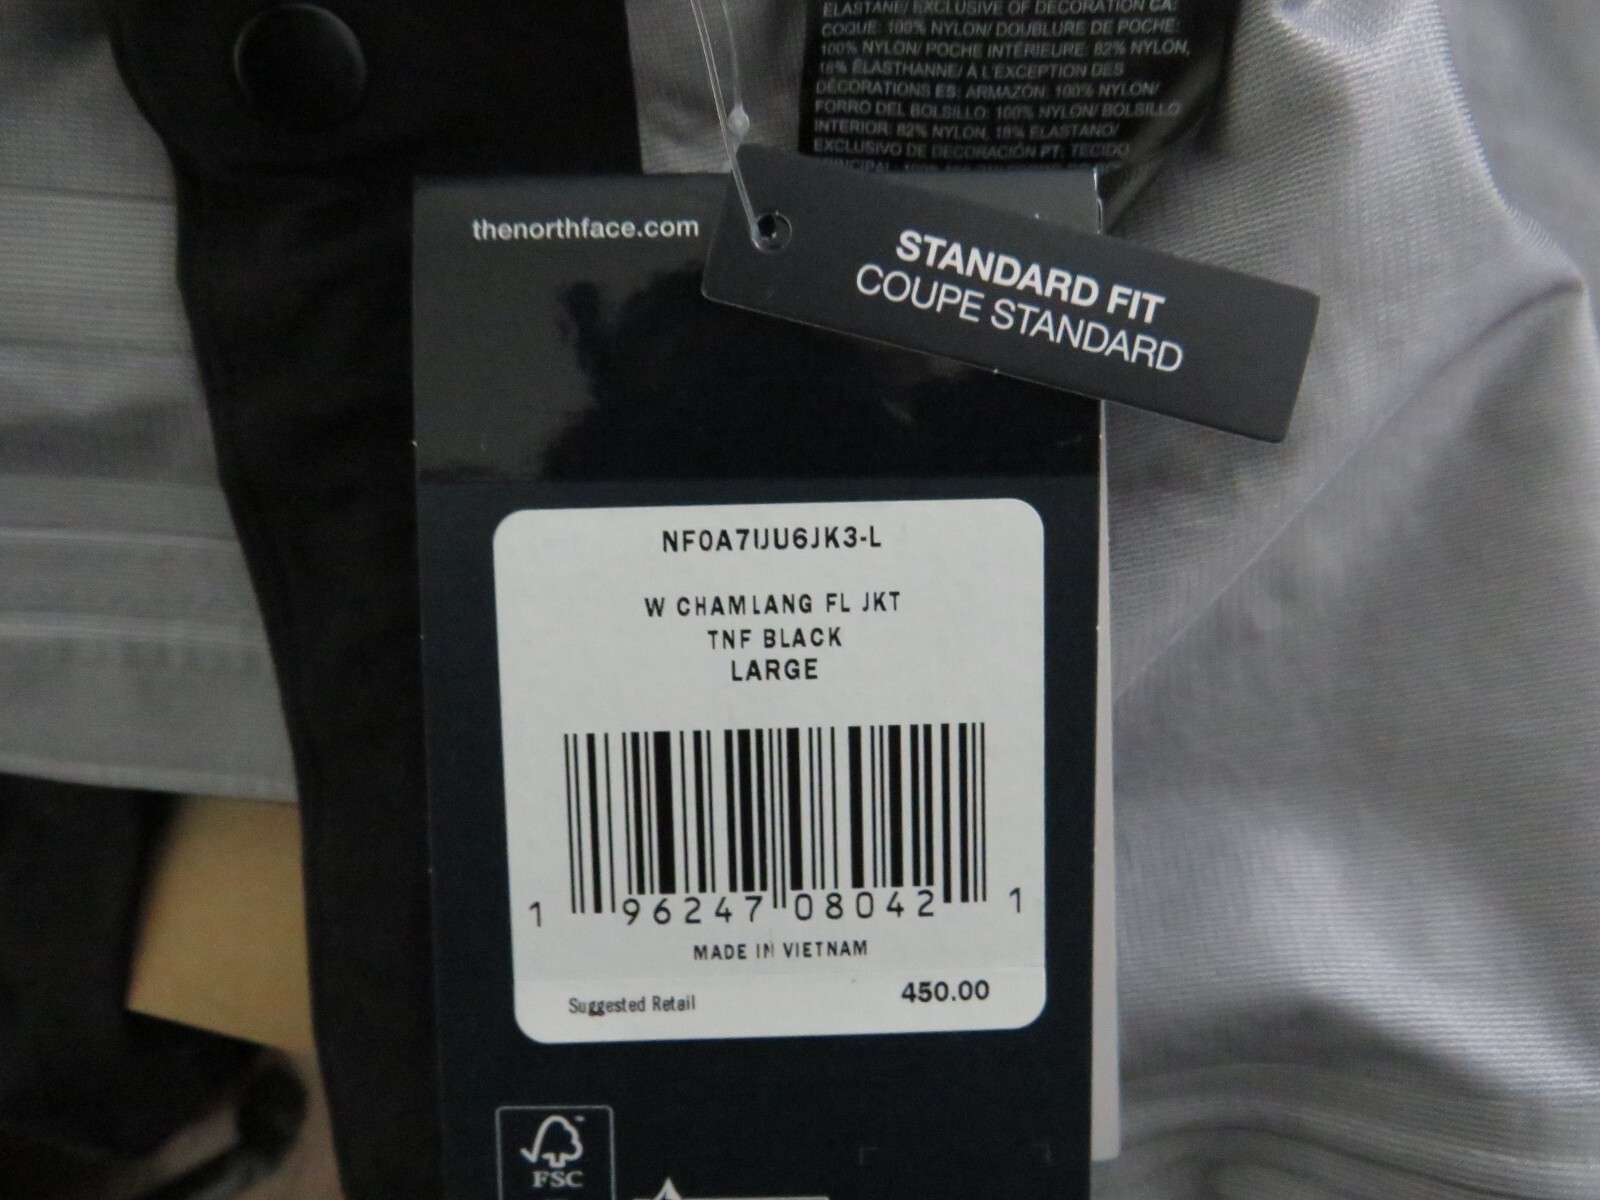 ELASTANE/ EXCLUSIVE OF DECORATION CA:
COQUE: 100% NYLON/ DOUBLURE DE POCHE:
100% NYLON/ POCHE INTÉRIEURE: 82% NYLON,
18% ÉLASTHANNE/ À L'EXCEPTION DES
DÉCORATIONS ES: ARMAZÓN: 100% NYLON/
FORRO DEL BOLSILLO: 100% NYLON/ BOLSILLO
INTERIOR: 82% NYLON, 18% ELASTANO/
EXCLUSIVO DE DECORACIÓN PT: TECIDO
thenorthface.com
STANDARD FIT
COUPE STANDARD
NF0A7UJU6JK3-L
W CHAMLANG FL JKT
TNF BLACK
LARGE
1 96247 08042 1
MADE IN VIETNAM
Suggested Retail 450.00
FSC